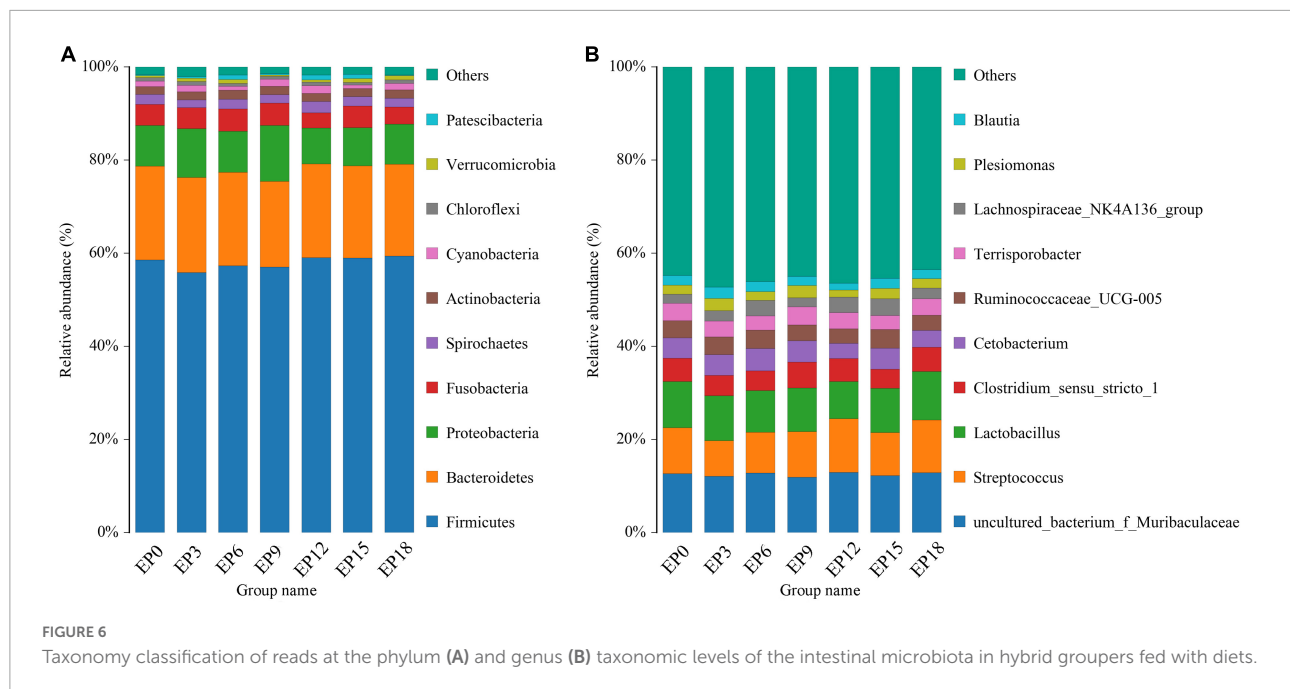 A
Relative abundance (%)
100%
80%
60%
40%
20%
0%
EP0
EP3
EP6
EP9
EP12
EP15
EP18
Group name
Others
Patescibacteria
Verrucomicrobia
Chloroflexi
Cyanobacteria
Actinobacteria
Spirochaetes
Fusobacteria
Proteobacteria
Bacteroidetes
Firmicutes
B
Relative abundance (%)
100%
80%
60%
40%
20%
0%
EP0
EP3
EP6
EP9
EP12
EP15
EP18
Group name
Others
Blautia
Plesiomonas
Lachnospiraceae_NK4A136_group
Terrisporobacter
Ruminococcaceae_UCG-005
Cetobacterium
Clostridium_sensu_stricto_1
Lactobacillus
Streptococcus
uncultured_bacterium_f_Muribaculaceae
FIGURE 6
Taxonomy classification of reads at the phylum (A) and genus (B) taxonomic levels of the intestinal microbiota in hybrid groupers fed with diets.